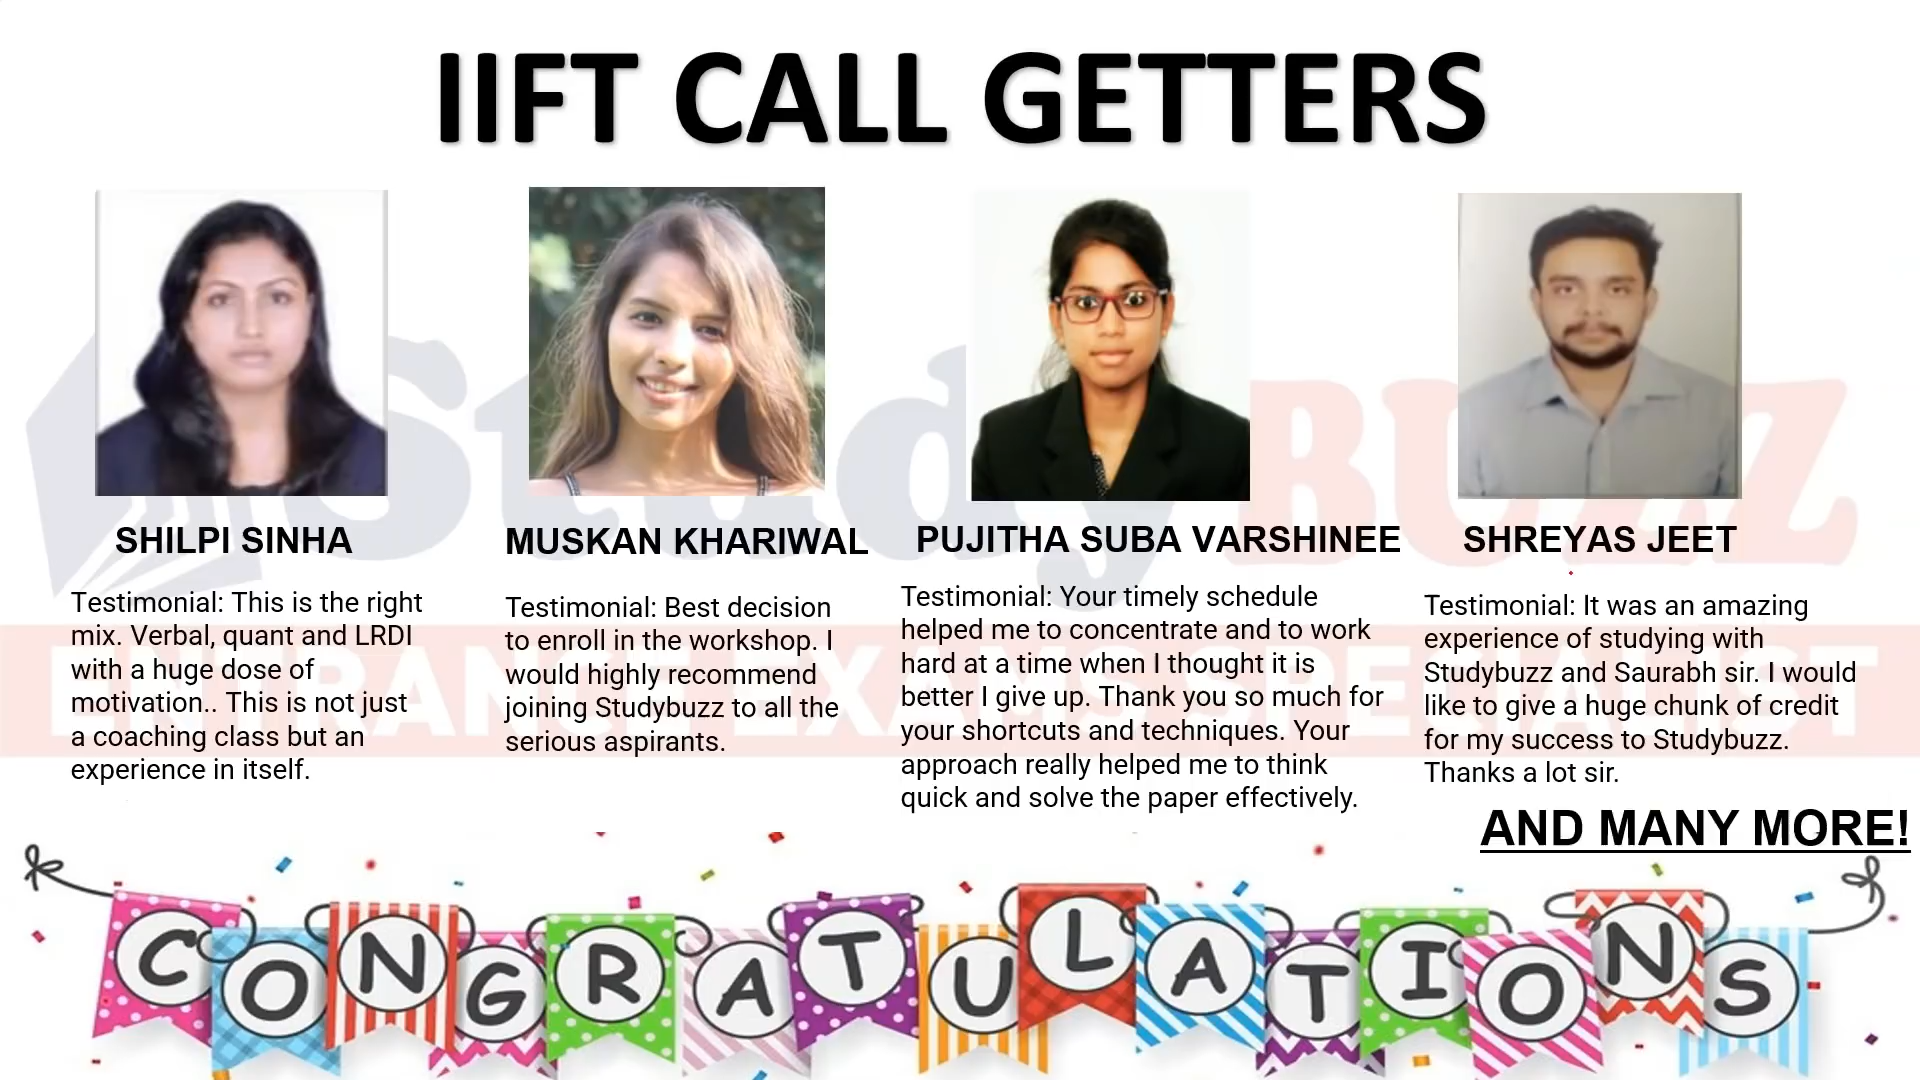 IIFT CALL GETTERS
SHILPI SINHA
Testimonial: This is the right
mix. Verbal, quant and LRDI
with a huge dose of
motivation.. This is not just
a coaching class but an
experience in itself.
MUSKAN KHARIWAL
Testimonial: Best decision
to enroll in the workshop. I
would highly recommend
joining Studybuzz to all the
serious aspirants.
PUJITHA SUBA VARSHINEE
Testimonial: Your timely schedule
helped me to concentrate and to work
hard at a time when I thought it is
better I give up. Thank you so much for
your shortcuts and techniques. Your
approach really helped me to think
quick and solve the paper effectively.
SHREYAS JEET
Testimonial: It was an amazing
experience of studying with
Studybuzz and Saurabh sir. I would
like to give a huge chunk of credit
for my success to Studybuzz.
Thanks a lot sir.
AND MANY MORE!
CONGRATULATIONS
StudyBUZZ
ENTRANCE EXAMS SPECIALIST